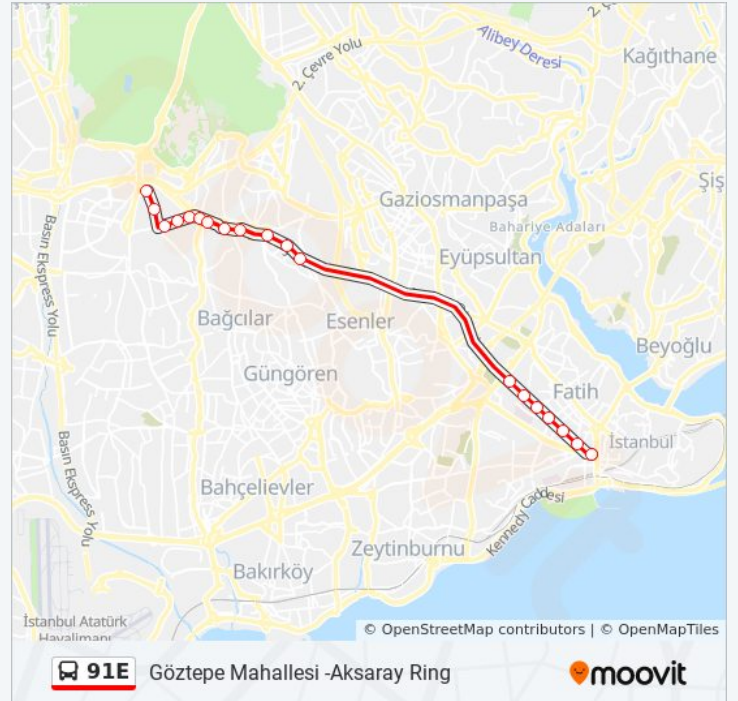 2. Çevre Yolu
Alibey Deresi
Kağıthane
2. Ç
Şiş
Gaziosmanpaşa
Bahariye Adaları
Eyüpsultan
Basın Ekspress Yolu
Bağcılar
Esenler
Beyoğlu
Güngören
Fatih
İstanbul
Basın Ekspress Yolu
Bahçelievler
Kennedy Caddesi
Zeytinburnu
Bakırköy
İstanbul Atatürk
Havalimanı
© OpenStreetMap contributors | © OpenMapTiles
91E Göztepe Mahallesi -Aksaray Ring
moovit